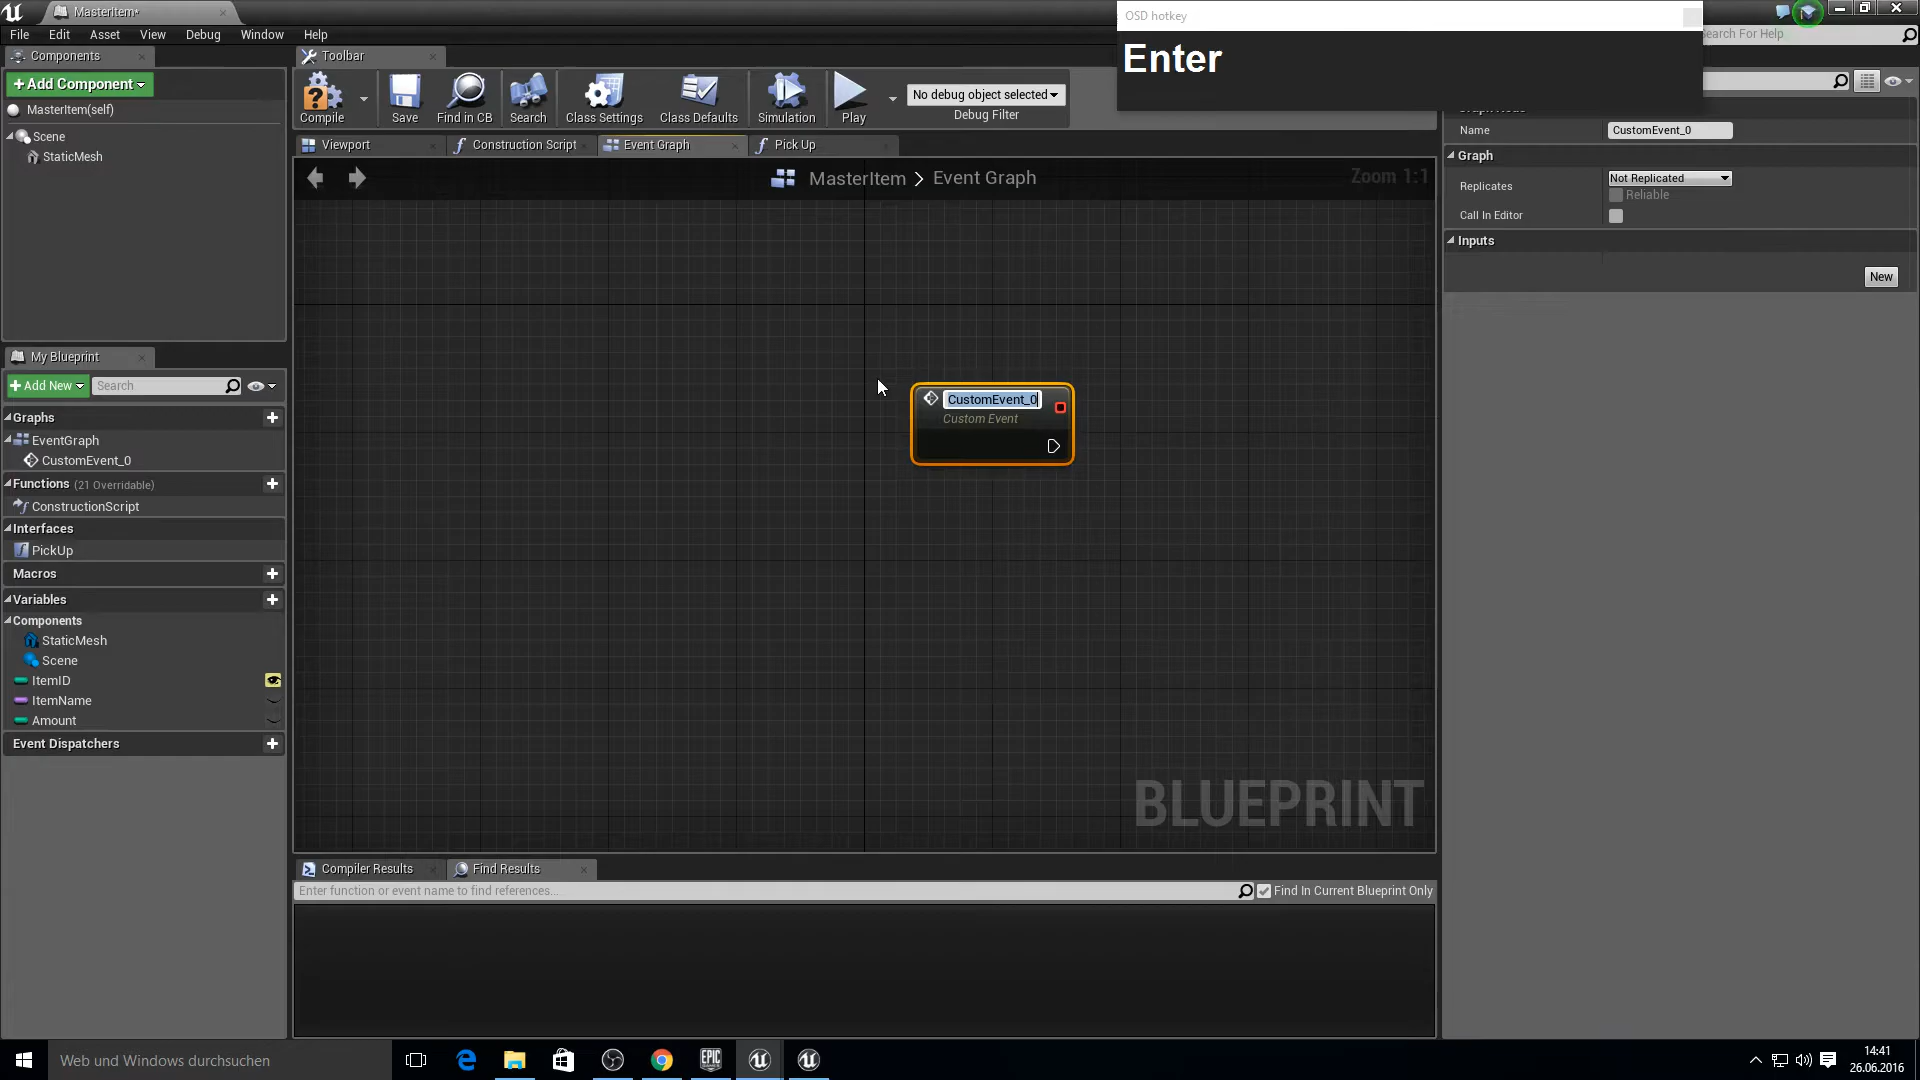 MasterItem*
File Edit Asset View Debug Window Help
OSD hotkey
Enter
Search For Help
Components
+Add Component
MasterItem(self)
Scene
StaticMesh
Toolbar
Compile
Save
Find in CB
Search
Class Settings
Class Defaults
Simulation
Play
No debug object selected
Debug Filter
Viewport
Construction Script
Event Graph
Pick Up
MasterItem > Event Graph
Zoom 1:1
CustomEvent_0
Custom Event
BLUEPRINT
My Blueprint
+Add New
Search
Graphs
EventGraph
CustomEvent_0
Functions (21 Overridable)
ConstructionScript
Interfaces
PickUp
Macros
Variables
Components
StaticMesh
Scene
ItemID
ItemName
Amount
Event Dispatchers
Name CustomEvent_0
Graph
Replicates Not Replicated
Reliable
Call In Editor
Inputs
New
Compiler Results
Find Results
Enter function or event name to find references...
Find In Current Blueprint Only
Web und Windows durchsuchen
EPIC
14:41
26.06.2016